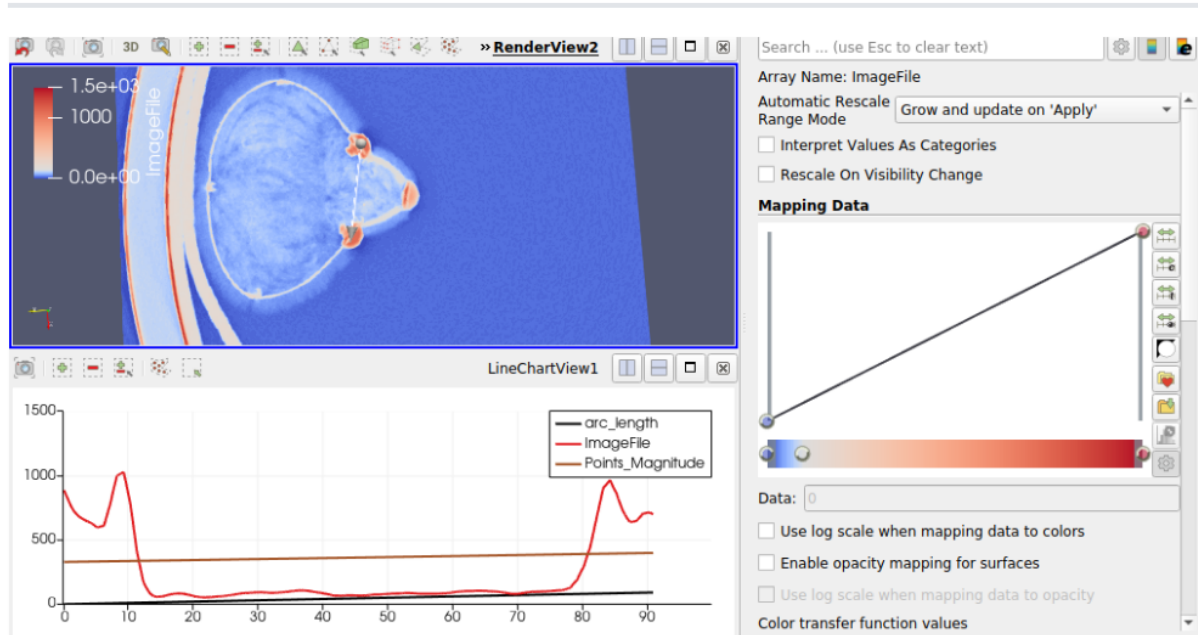 3D
»RenderView2
1.5e+03
1000
0.0e+00
ImageFile
LineChartView1
1500
1000
500
0
0 10 20 30 40 50 60 70 80 90
arc_length
ImageFile
Points_Magnitude
Search ... (use Esc to clear text)
Array Name: ImageFile
Automatic Rescale
Range Mode
Grow and update on 'Apply'
Interpret Values As Categories
Rescale On Visibility Change
Mapping Data
Data: 0
Use log scale when mapping data to colors
Enable opacity mapping for surfaces
Use log scale when mapping data to opacity
Color transfer function values